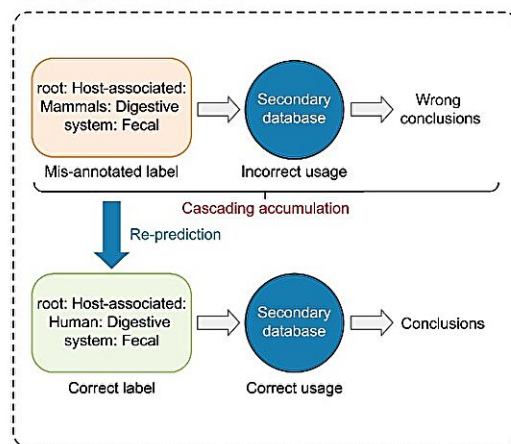 root: Host-associated:
Mammals: Digestive
system: Fecal
Secondary
database
Wrong
conclusions
Mis-annotated label
Incorrect usage
Cascading accumulation
Re-prediction
root: Host-associated:
Human: Digestive
system: Fecal
Secondary
database
Conclusions
Correct label
Correct usage